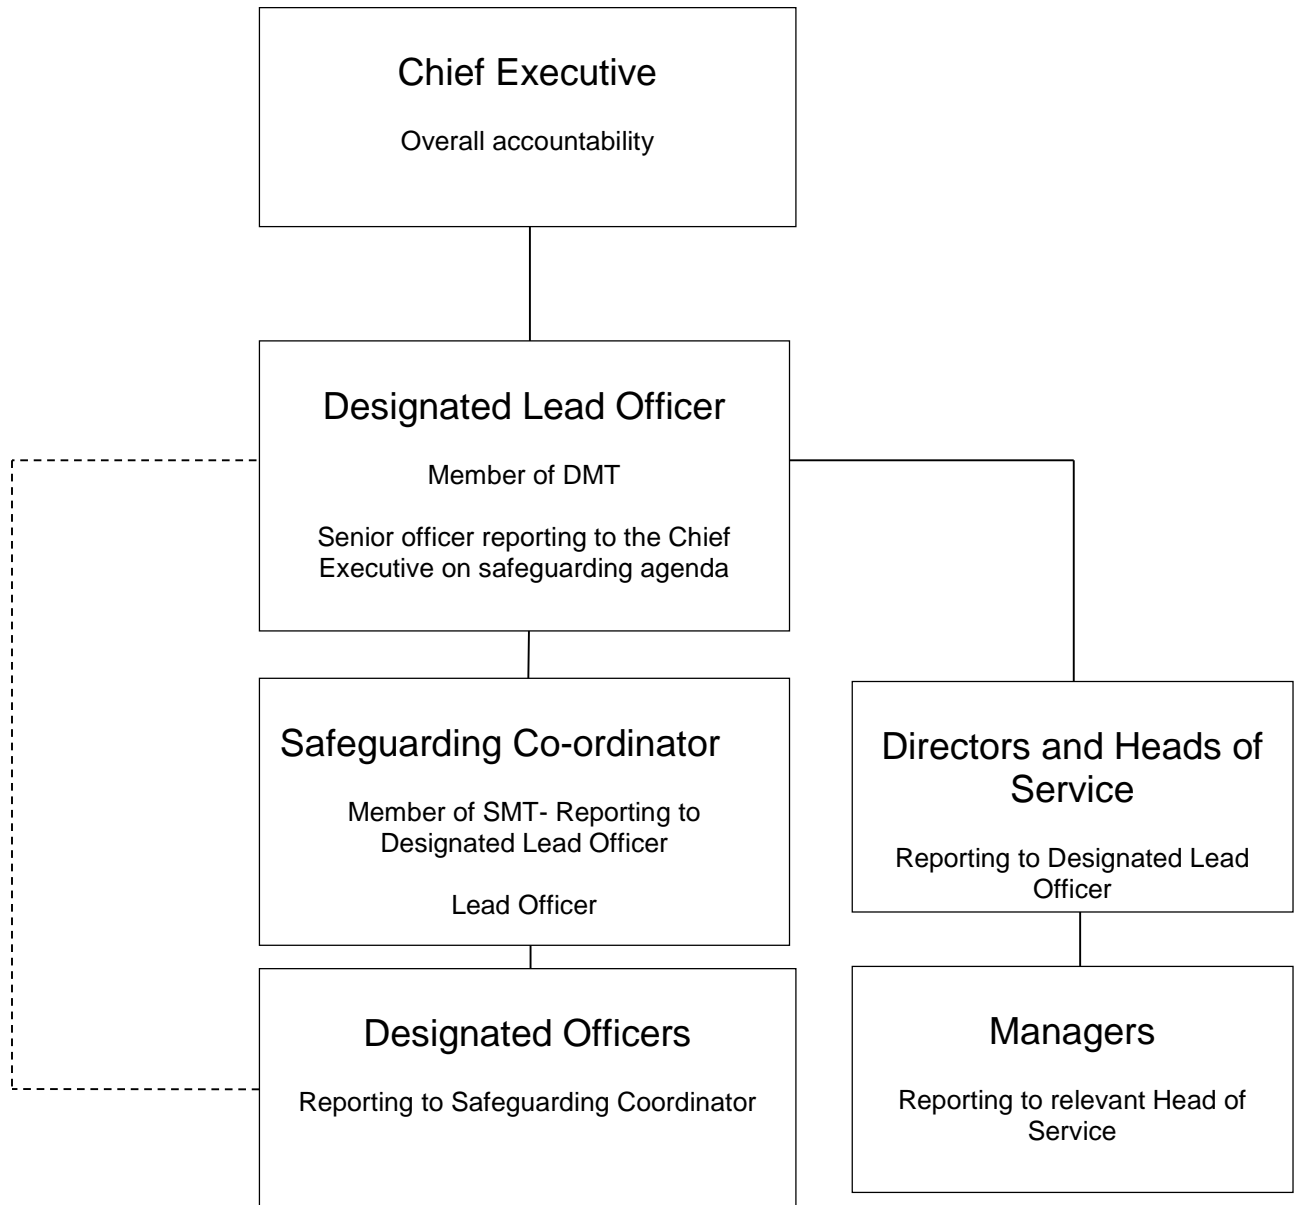 Chief Executive
Overall accountability
Designated Lead Officer
Member of DMT
Senior officer reporting to the Chief
Executive on safeguarding agenda
Safeguarding Co-ordinator
Member of SMT- Reporting to
Designated Lead Officer
Lead Officer
Directors and Heads of
Service
Reporting to Designated Lead
Officer
Designated Officers
Reporting to Safeguarding Coordinator
Managers
Reporting to relevant Head of
Service